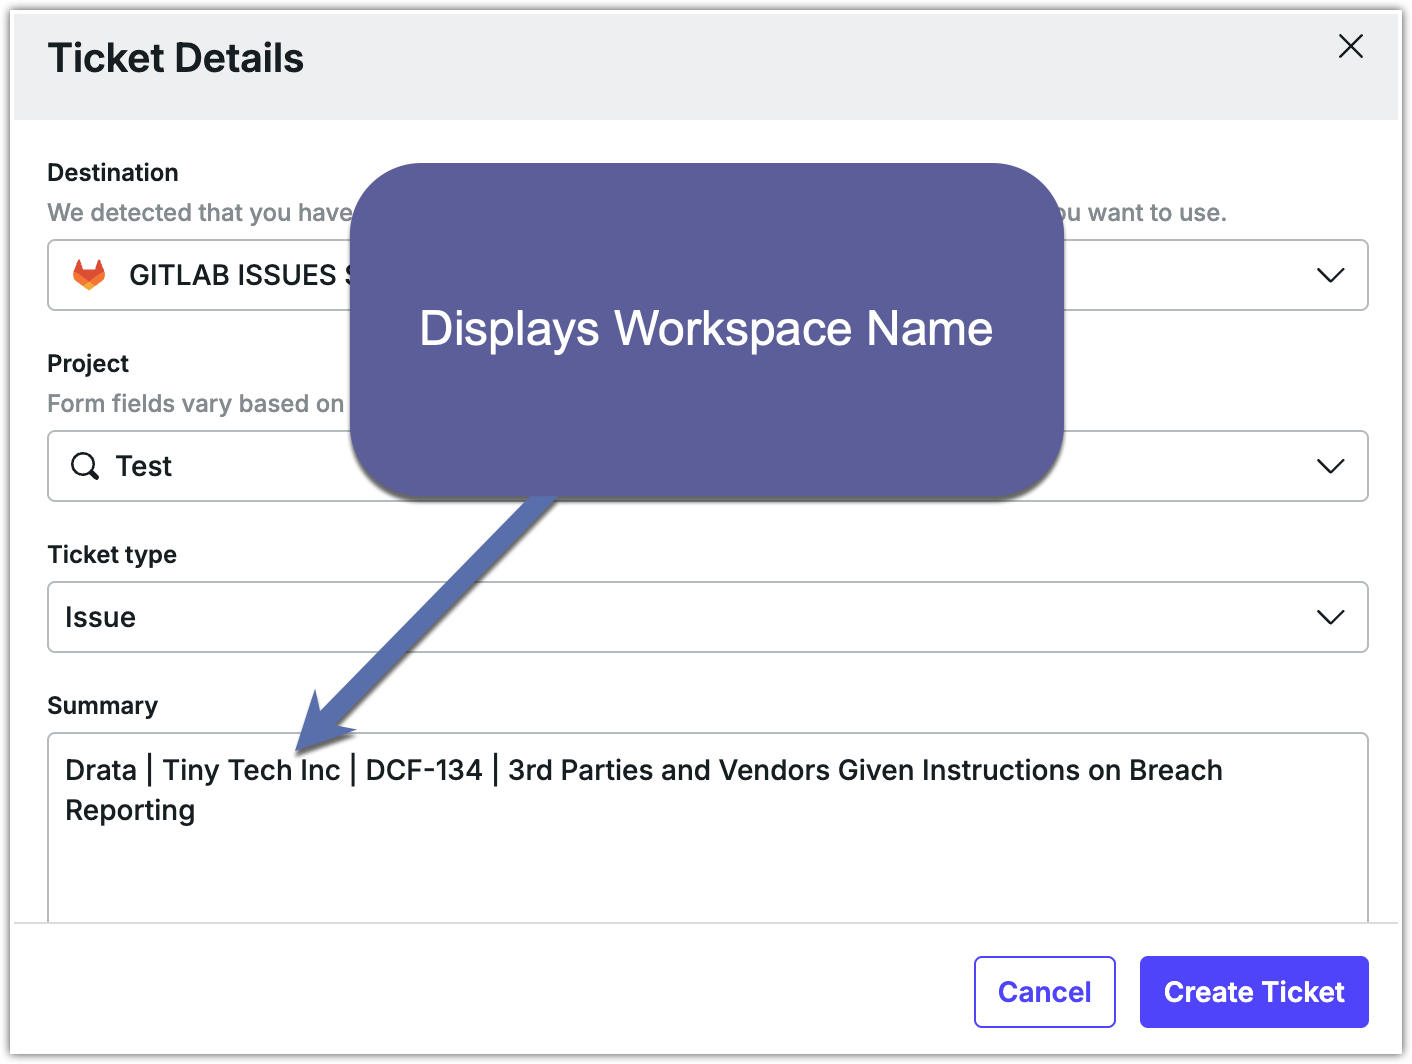 Ticket Details
Destination
We detected that you have
u want to use.
GITLAB ISSUES
Displays Workspace Name
Project
Form fields vary based on
Test
Ticket type
Issue
Summary
Drata | Tiny Tech Inc | DCF-134 | 3rd Parties and Vendors Given Instructions on Breach
Reporting
Cancel
Create Ticket